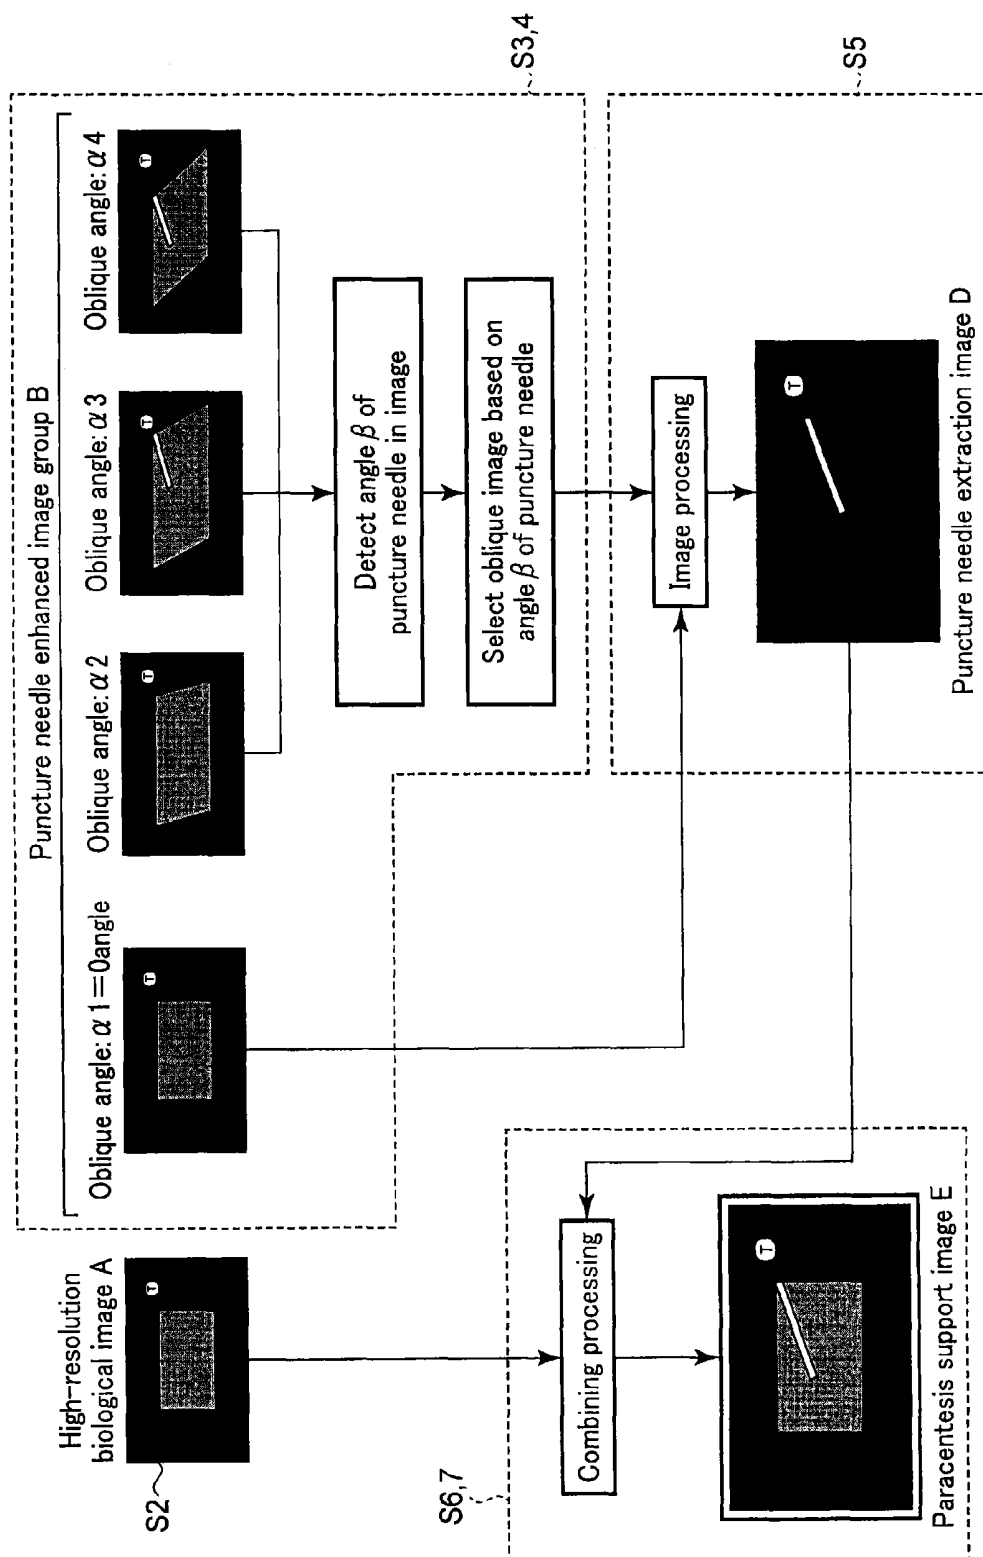 Puncture needle enhanced image group B
High-resolution
biological image A
Oblique angle: α1=0angle
Oblique angle: α2
Oblique angle: α3
Oblique angle: α4
T
T
T
T
T
S2
S3,4
Detect angle β of
puncture needle in image
Select oblique image based on
angle β of puncture needle
S5
Image processing
T
Puncture needle extraction image D
S6,7
Combining processing
T
Paracentesis support image E